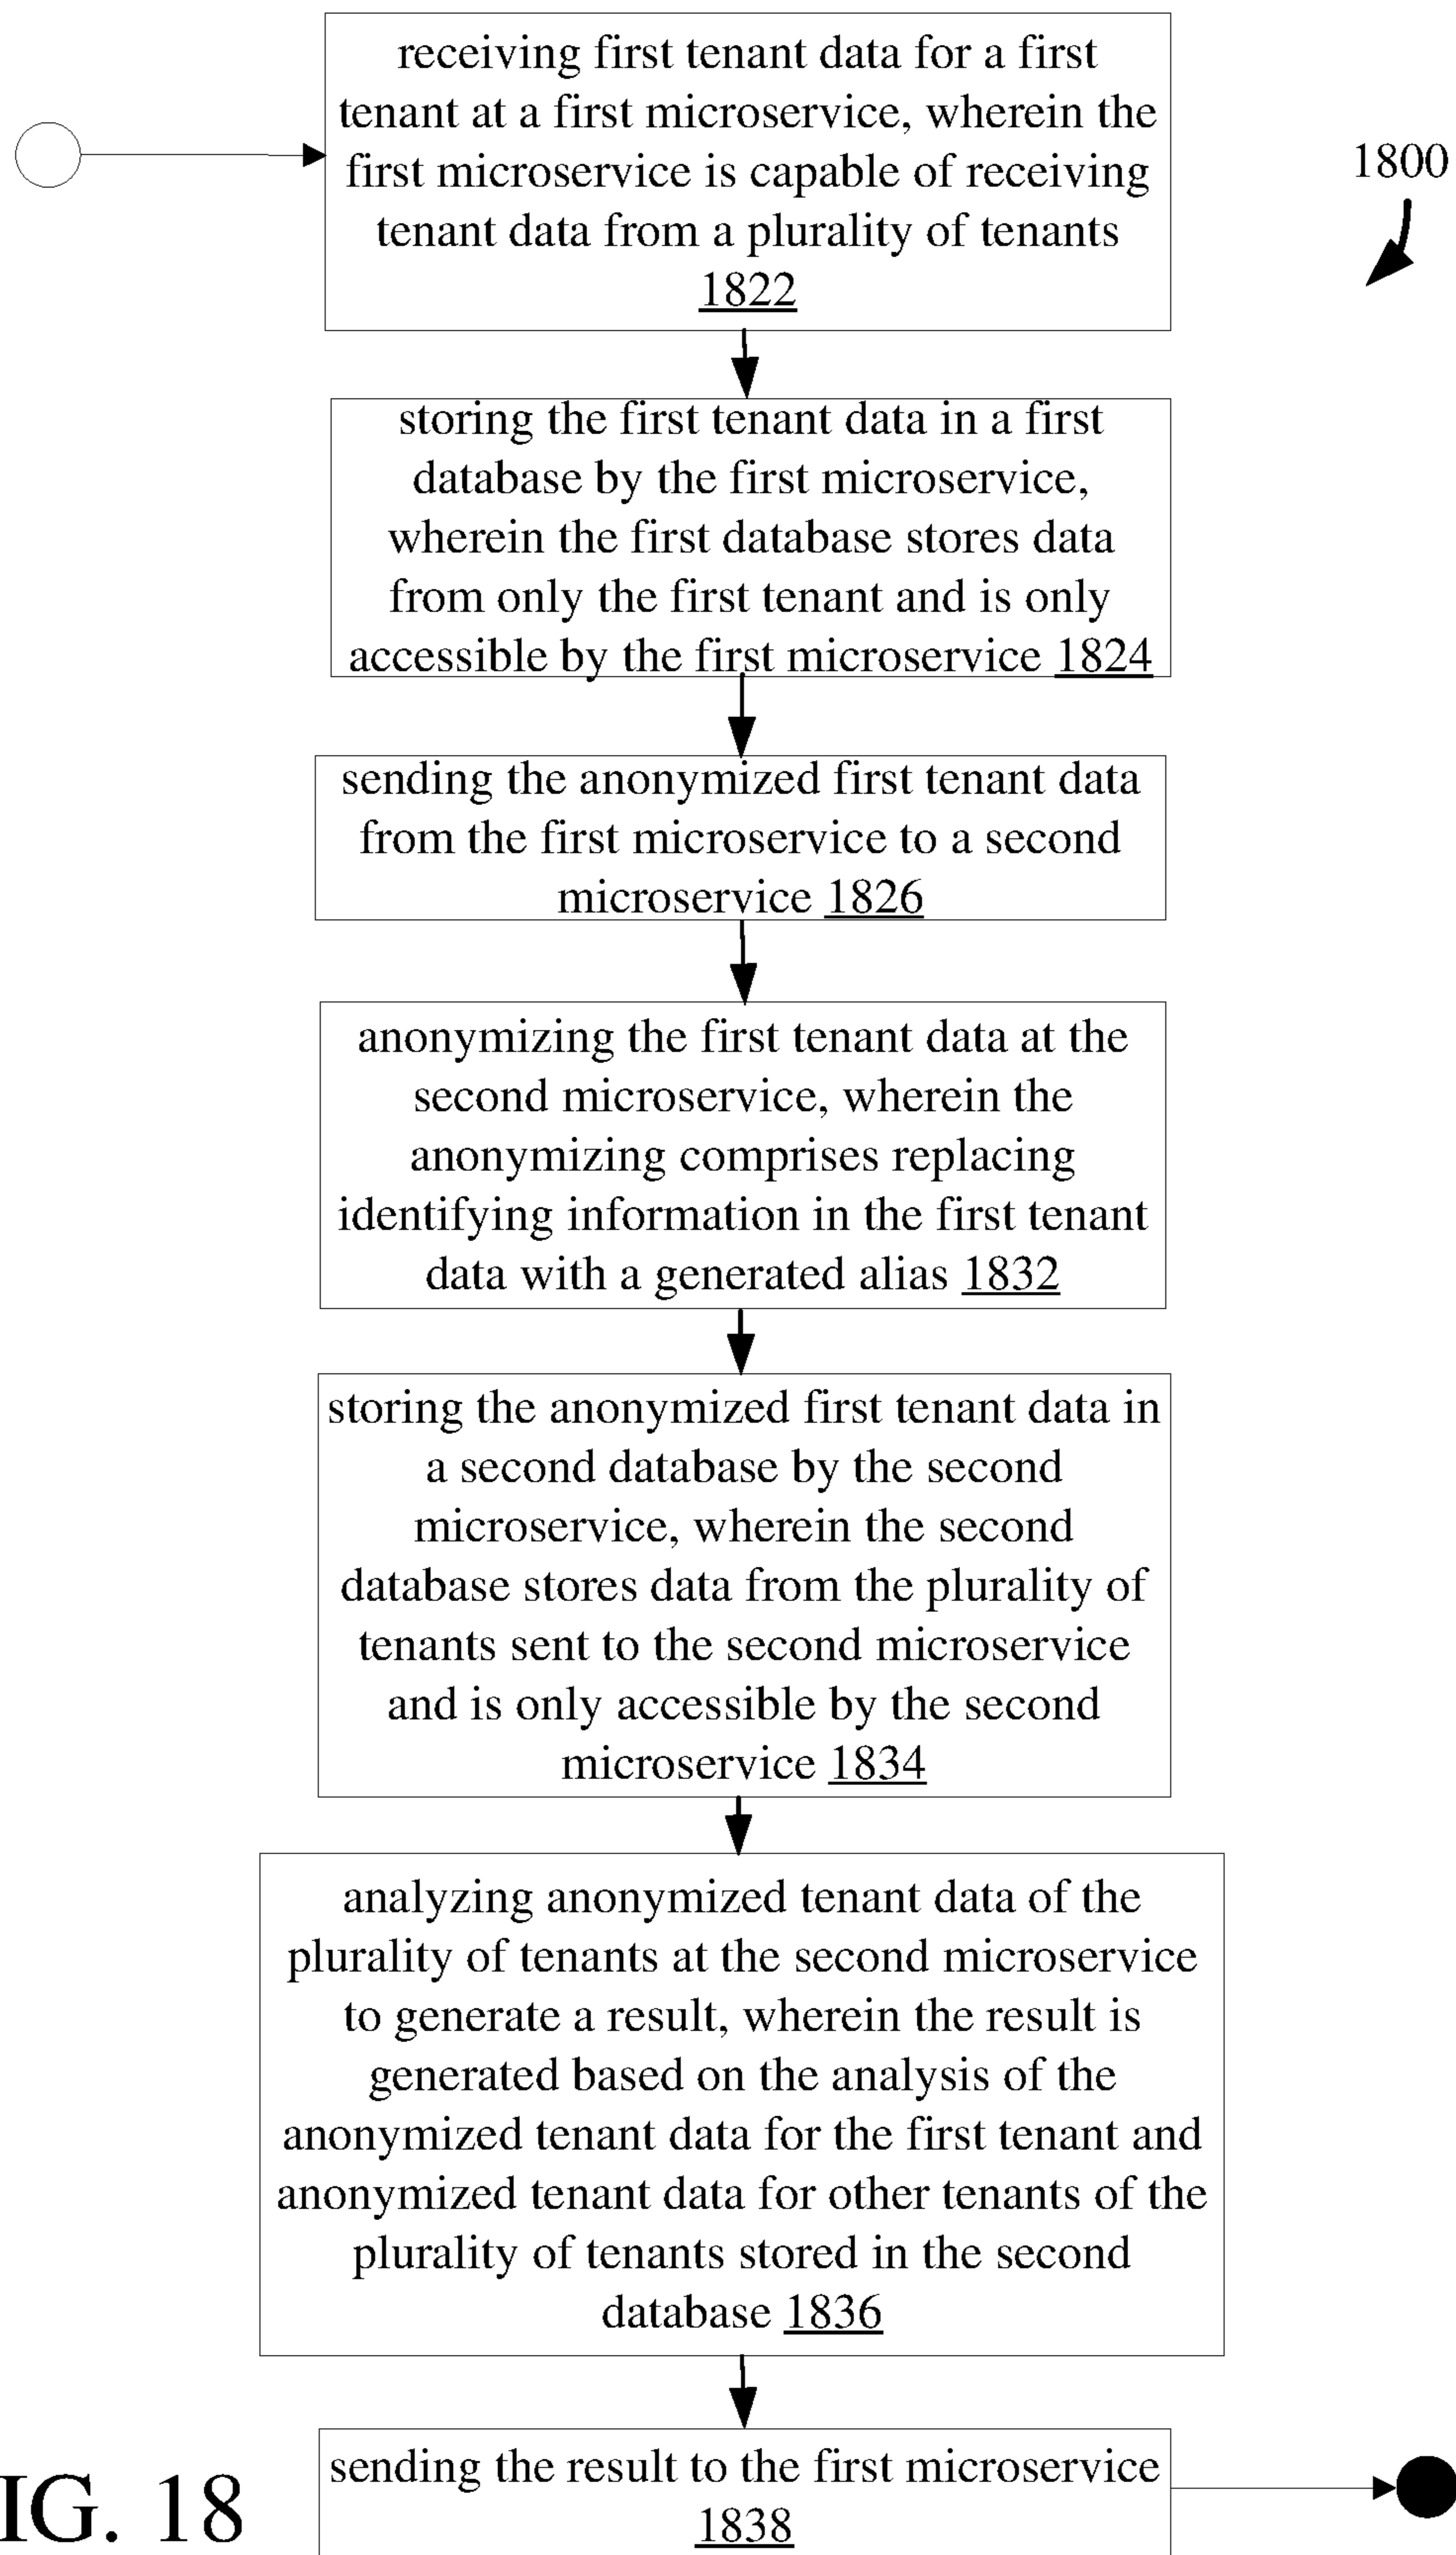 receiving first tenant data for a first
tenant at a first microservice, wherein the
first microservice is capable of receiving
tenant data from a plurality of tenants
1822
1800
storing the first tenant data in a first
database by the first microservice,
wherein the first database stores data
from only the first tenant and is only
accessible by the first microservice 1824
sending the anonymized first tenant data
from the first microservice to a second
microservice 1826
anonymizing the first tenant data at the
second microservice, wherein the
anonymizing comprises replacing
identifying information in the first tenant
data with a generated alias 1832
storing the anonymized first tenant data in
a second database by the second
microservice, wherein the second
database stores data from the plurality of
tenants sent to the second microservice
and is only accessible by the second
microservice 1834
analyzing anonymized tenant data of the
plurality of tenants at the second microservice
to generate a result, wherein the result is
generated based on the analysis of the
anonymized tenant data for the first tenant and
anonymized tenant data for other tenants of the
plurality of tenants stored in the second
database 1836
sending the result to the first microservice
1838
IG. 18